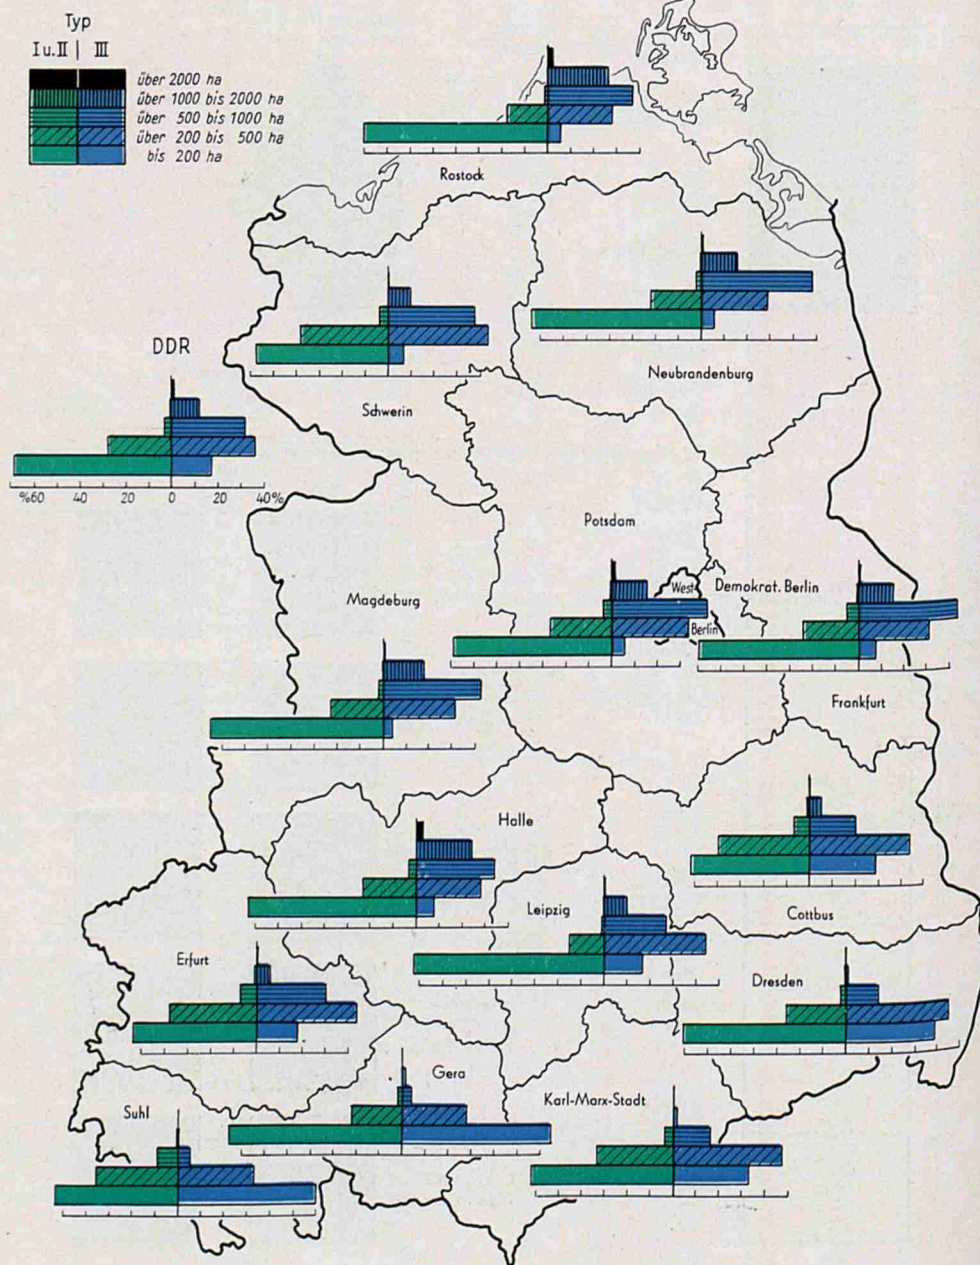 Typ
I u. II | III
über 2000 ha
über 1000 bis 2000 ha
über 500 bis 1000 ha
über 200 bis 500 ha
bis 200 ha
Rostock
DDR
Neubrandenburg
Schwerin
%60 40 20 0 20 40%
Potsdam
Magdeburg
West-
Berlin
Demokrat. Berlin
Frankfurt
Halle
Leipzig
Cottbus
Erfurt
Dresden
Gera
Suhl
Karl-Marx-Stadt